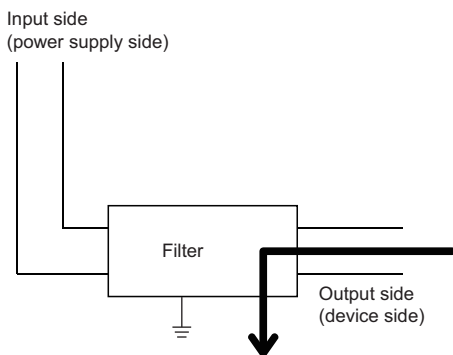 Input side
(power supply side)
Filter
Output side
(device side)